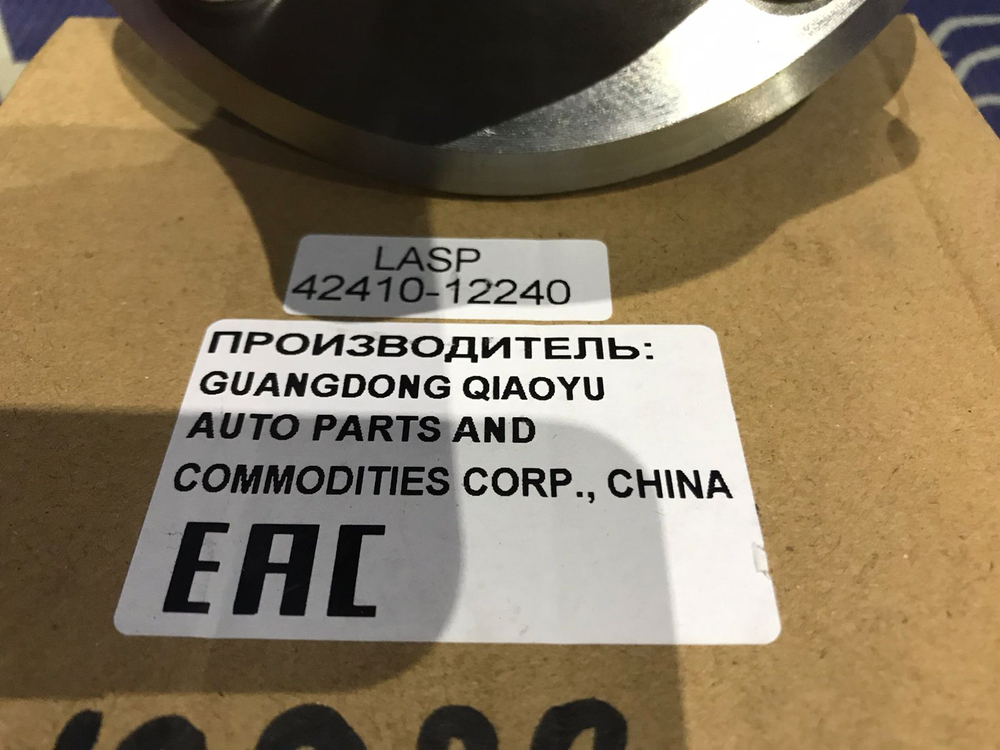 LASP
42410-12240
ПРОИЗВОДИТЕЛЬ:
GUANGDONG QIAOYU
AUTO PARTS AND
COMMODITIES CORP., CHINA
EAC